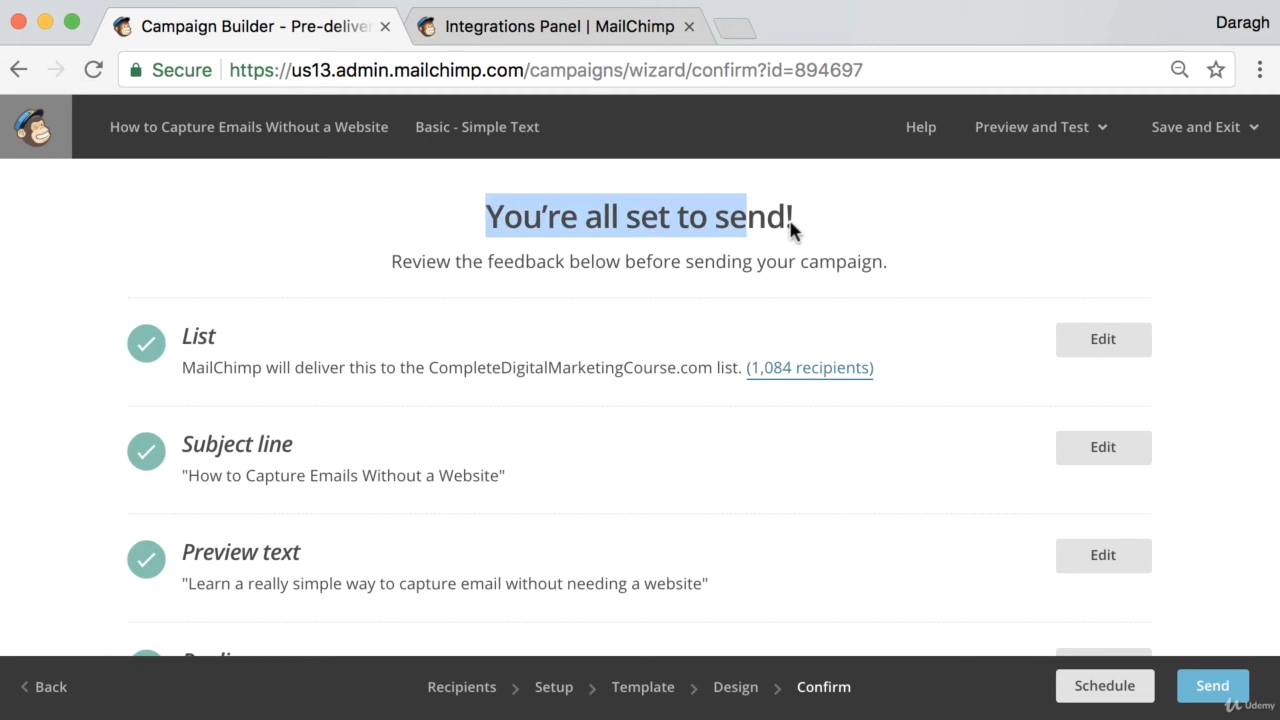 Campaign Builder - Pre-delive
Integrations Panel | MailChimp
Daragh
Secure
https://us13.admin.mailchimp.com/campaigns/wizard/confirm?id=894697
How to Capture Emails Without a Website
Basic - Simple Text
Help
Preview and Test
Save and Exit
You're all set to send!
Review the feedback below before sending your campaign.
List
Edit
MailChimp will deliver this to the CompleteDigitalMarketingCourse.com list. (1,084 recipients)
Subject line
Edit
"How to Capture Emails Without a Website"
Preview text
Edit
"Learn a really simple way to capture email without needing a website"
Back
Recipients
Setup
Template
Design
Confirm
Schedule
Send
Udemy